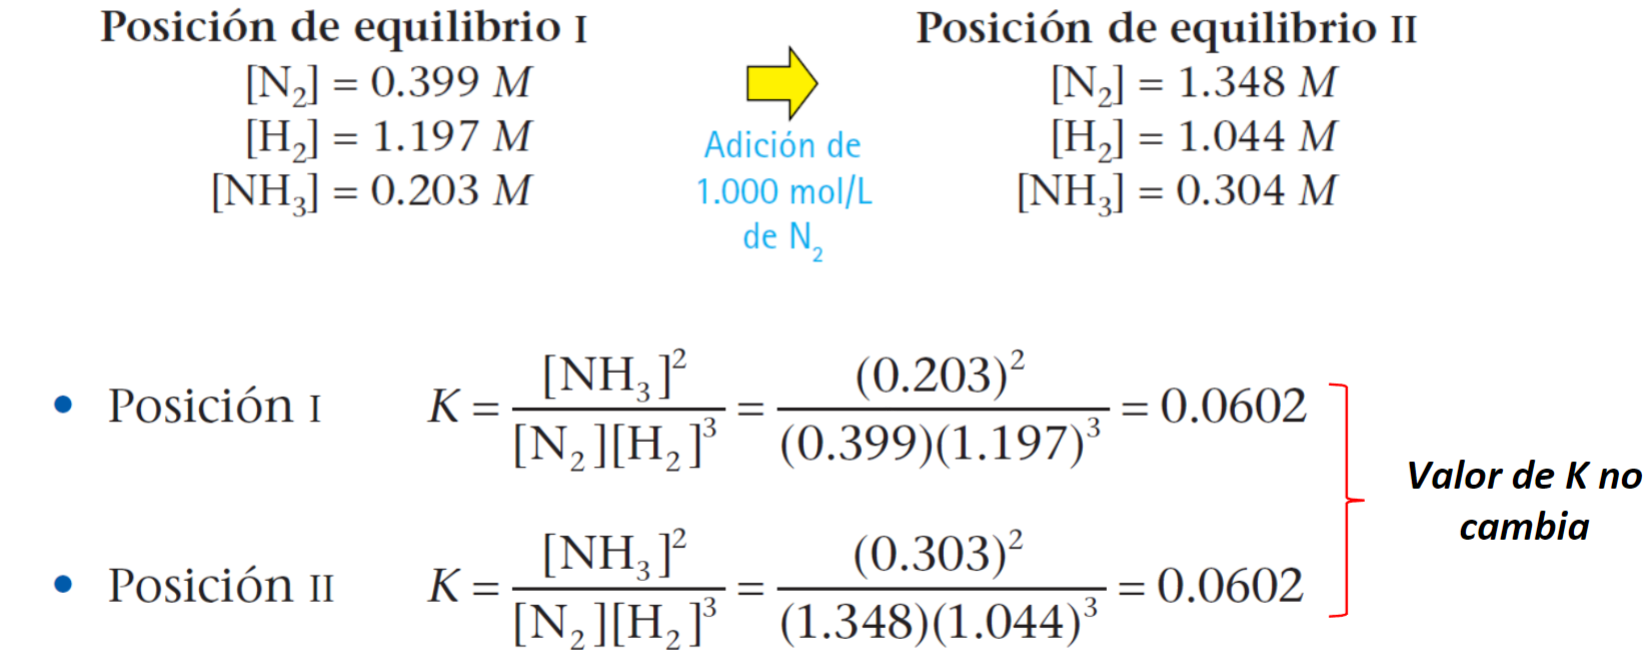 Posición de equilibrio I
[N₂] = 0.399 M
[H₂] = 1.197 M
[NH₃] = 0.203 M
Adición de
1.000 mol/L
de N₂
Posición de equilibrio II
[N₂] = 1.348 M
[H₂] = 1.044 M
[NH₃] = 0.304 M
• Posición I K = [NH₃]² / [N₂][H₂]³ = (0.203)² / (0.399)(1.197)³ = 0.0602
• Posición II K = [NH₃]² / [N₂][H₂]³ = (0.303)² / (1.348)(1.044)³ = 0.0602
Valor de K no
cambia